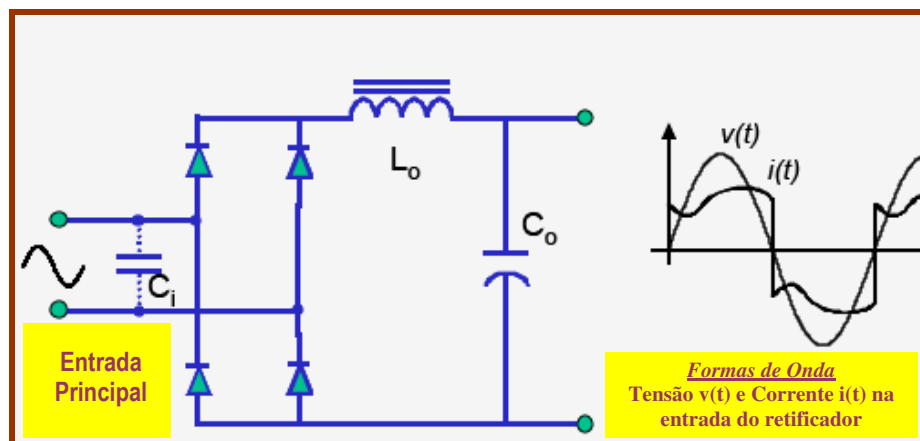 v(t)
i(t)
Lo
Co
Ci
Entrada
Principal
Formas de Onda
Tensão v(t) e Corrente i(t) na
entrada do retificador